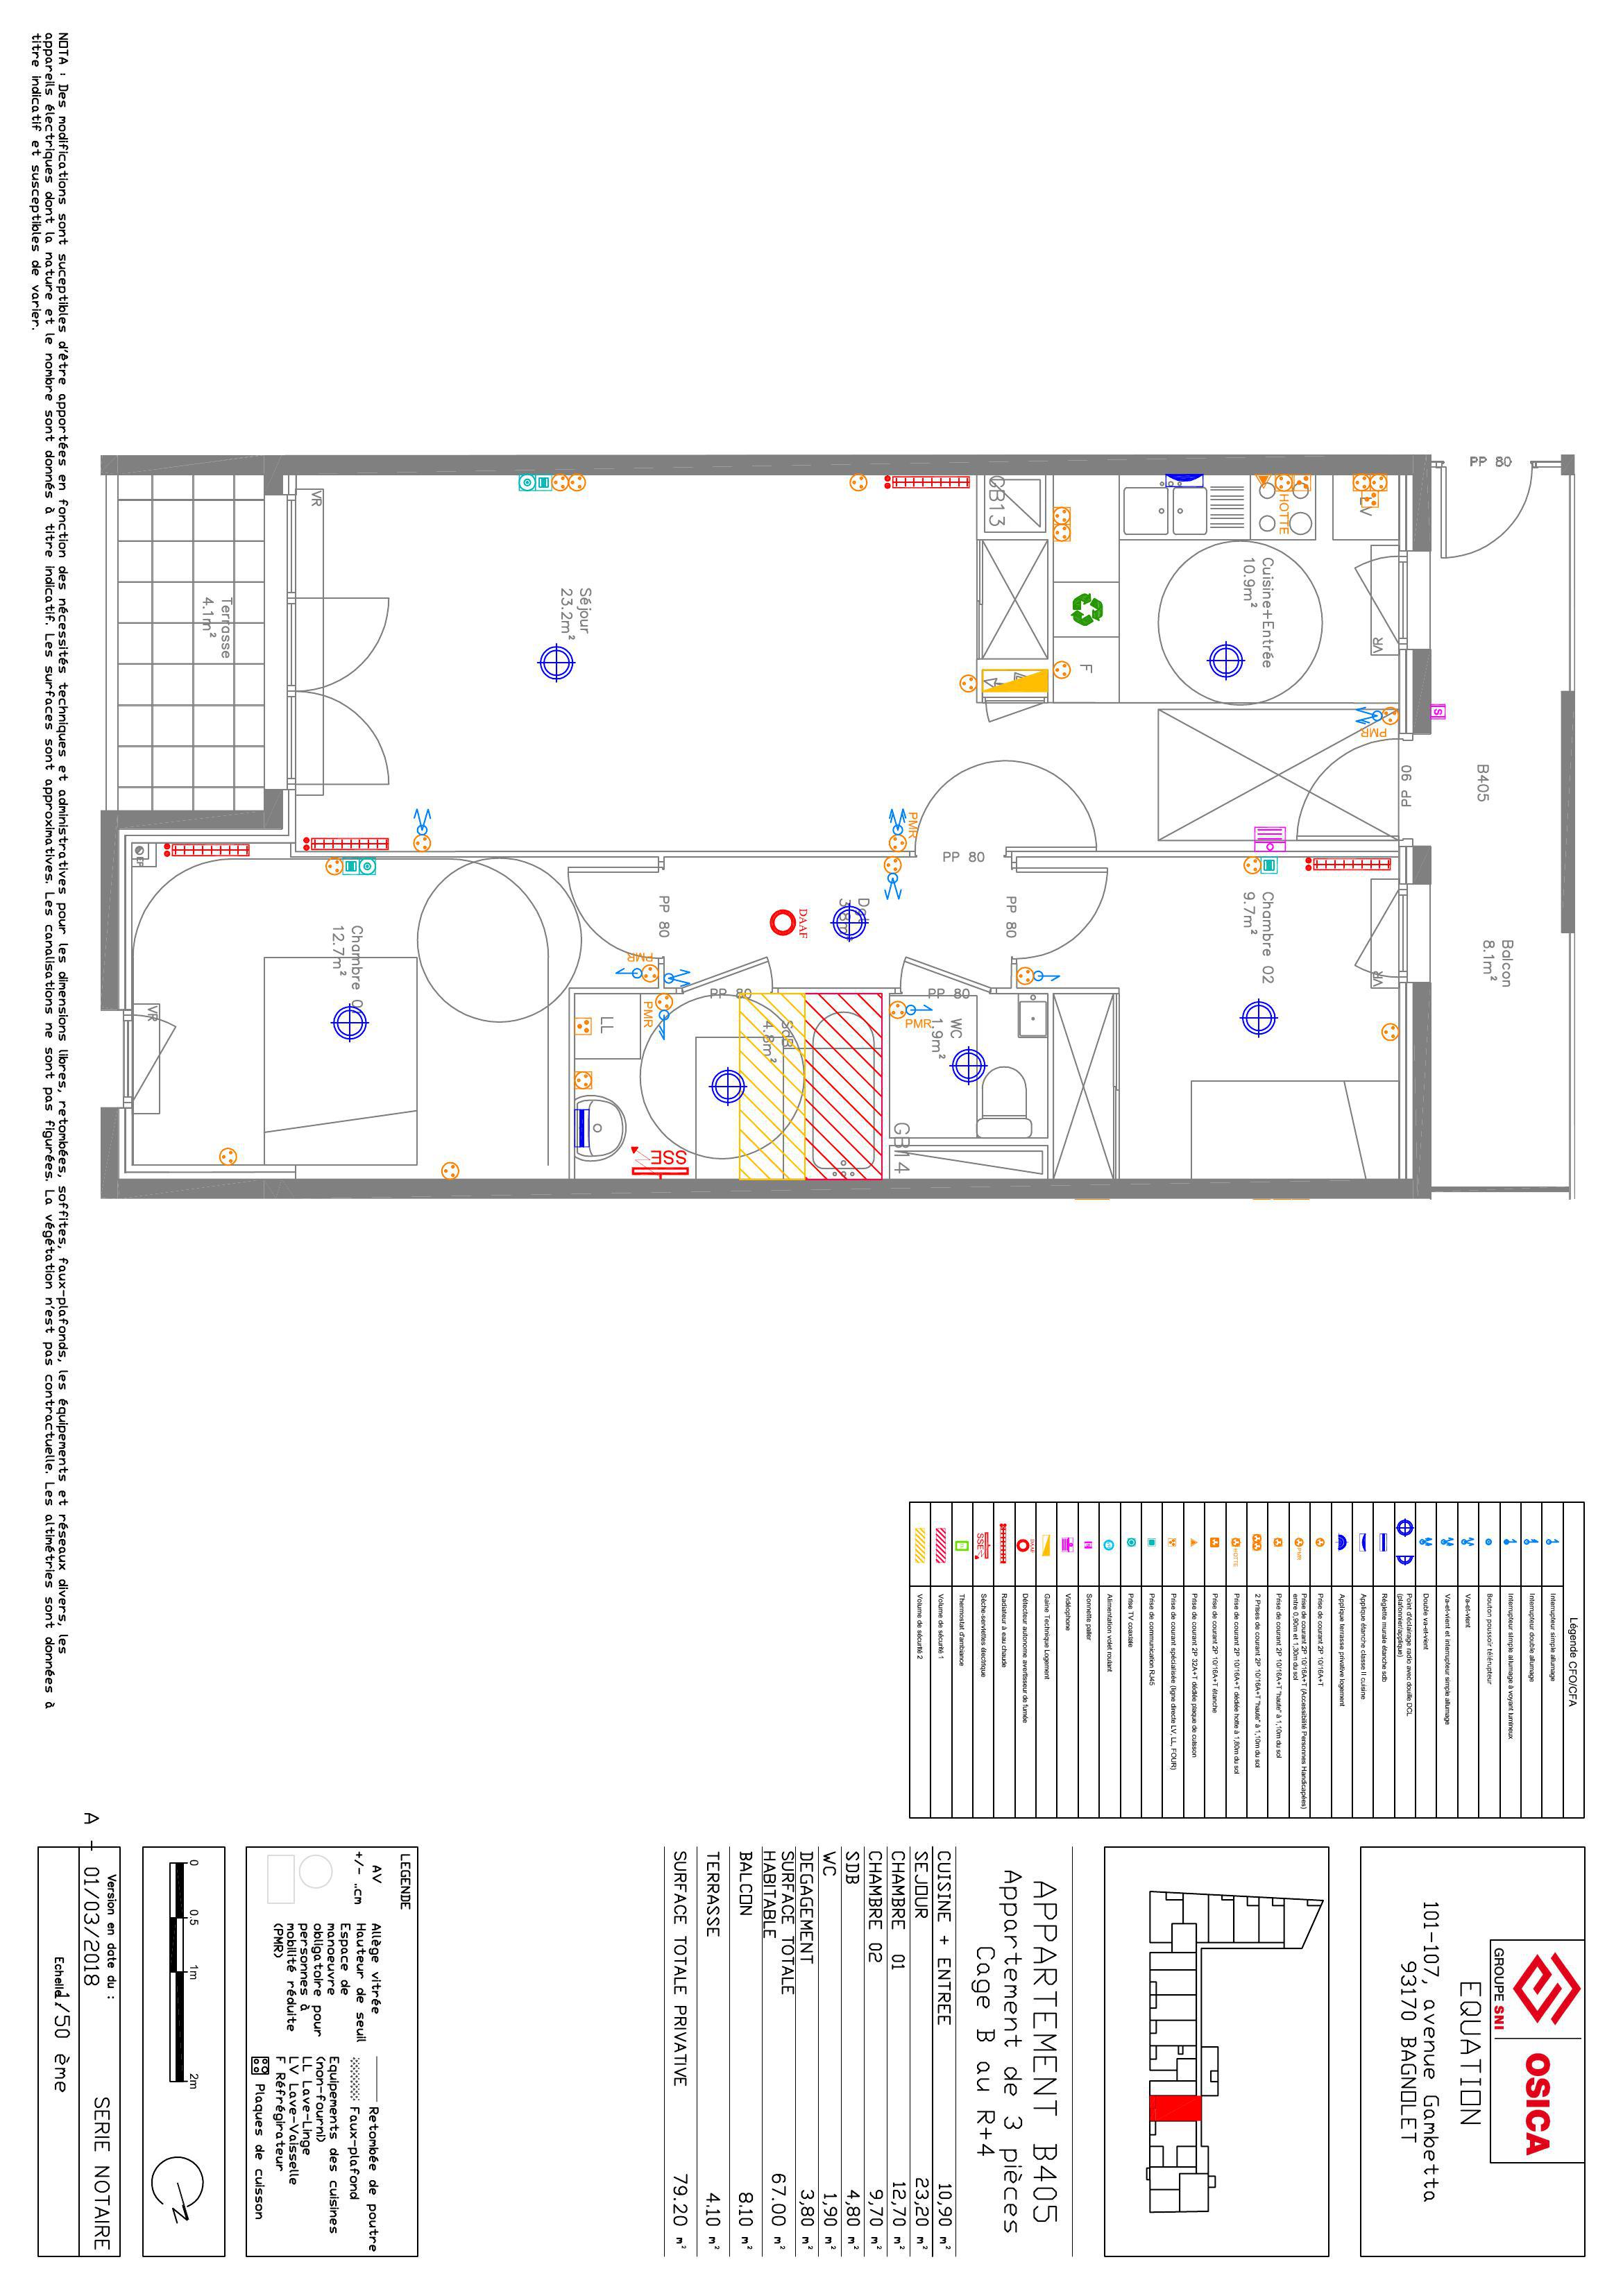 GROUPE SNI
OSICA
EQUATION
101-107, avenue Gambetta
93170 BAGNOLET
APPARTEMENT B405
Appartement de 3 pièces
Cage B au R+4
CUISINE + ENTREE 10,90 m²
SEJOUR 23,20 m²
CHAMBRE 01 12,70 m²
CHAMBRE 02 9,70 m²
SDB 4,80 m²
WC 1,90 m²
DEGAGEMENT 3,80 m²
SURFACE TOTALE
HABITABLE 67.00 m²
BALCON 8.10 m²
TERRASSE 4.10 m²
SURFACE TOTALE PRIVATIVE 79.20 m²
LEGENDE
AV Allège vitrée
+/- ..cm Hauteur de seuil
Espace de
manoeuvre
obligatoire pour
personnes à
mobilité réduite
(PMR)
Retombée de poutre
Faux-plafond
Equipements des cuisines
(non-fourni)
LL Lave-Linge
LV Lave-Vaisselle
F Réfrigérateur
Plaques de cuisson
0 0.5 1m 2m
N
A -
Version en date du :
01/03/2018
SERIE NOTAIRE
Echelle 1/50 ème
Légende CFO/CFA
Interrupteur simple allumage
Interrupteur double allumage
Interrupteur simple allumage à voyant lumineux
Bouton poussoir télérupteur
Va-et-vient
Va-et-vient et interrupteur simple allumage
Double va-et-vient
Point d'éclairage radio avec douille DCL
(plafonnier/applique)
Réglette murale étanche sdb
Applique étanche classe II cuisine
Applique terrasse privative logement
Prise de courant 2P 10/16A+T
PMR Prise de courant 2P 10/16A+T (Accessibilité Personnes Handicapées)
entre 0,90m et 1,30m du sol
Prise de courant 2P 10/16A+T "haute" à 1,10m du sol
2 Prises de courant 2P 10/16A+T "haute" à 1,10m du sol
HOTTE Prise de courant 2P 10/16A+T dédiée hotte à 1,80m du sol
Prise de courant 2P 10/16A+T étanche
Prise de courant 2P 32A+T dédiée plaque de cuisson
Prise de courant spécialisée (ligne directe LV, LL, FOUR)
Prise de communication RJ45
Prise TV coaxiale
Alimentation volet roulant
Sonnette palier
Vidéophone
Gaine Technique Logement
DAAF Détecteur autonome avertisseur de fumée
Radiateur à eau chaude
SSE Sèche-serviettes électrique
Thermostat d'ambiance
Volume de sécurité 1
Volume de sécurité 2
PP 80
B405
Balcon
8.1m²
S
PP 90
VR
VR
LV
HOTTE
Cuisine+Entrée
10.9m²
PMR
F
GB13
Chambre 02
9.7m²
PP 80
PP 80
PMR
DAAF
PP 80
WC
1.9m²
PMR
GB14
PP 80
PP 80
PMR
PMR
SdB
4.8m²
LL
SSE
Séjour
23.2m²
VR
Terrasse
4.1m²
Chambre 0
12.7m²
VR
NOTA : Des modifications sont suceptibles d'être apportées en fonction des nécessités techniques et administratives pour les dimensions libres, retombées, soffites, faux-plafonds, les équipements et réseaux divers, les
appareils électriques dont la nature et le nombre sont donnés à titre indicatif. Les surfaces sont approximatives. Les canalisations ne sont pas figurées. La végétation n'est pas contractuelle. Les altimétries sont données à
titre indicatif et susceptibles de varier.